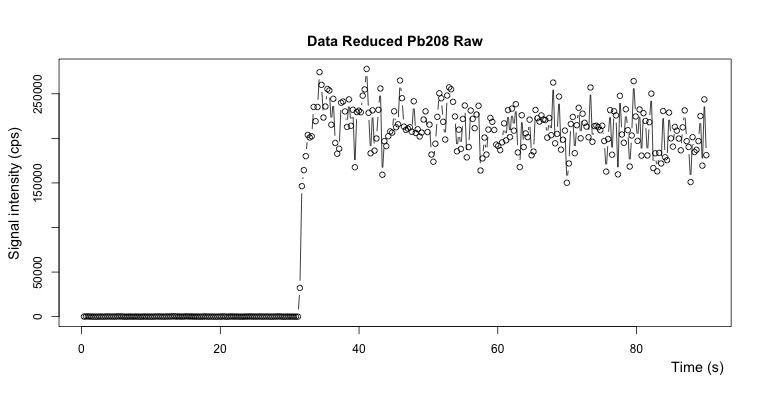 Data Reduced Pb208 Raw
Signal intensity (cps)
250000
150000
50000
0
0 20 40 60 80
Time (s)